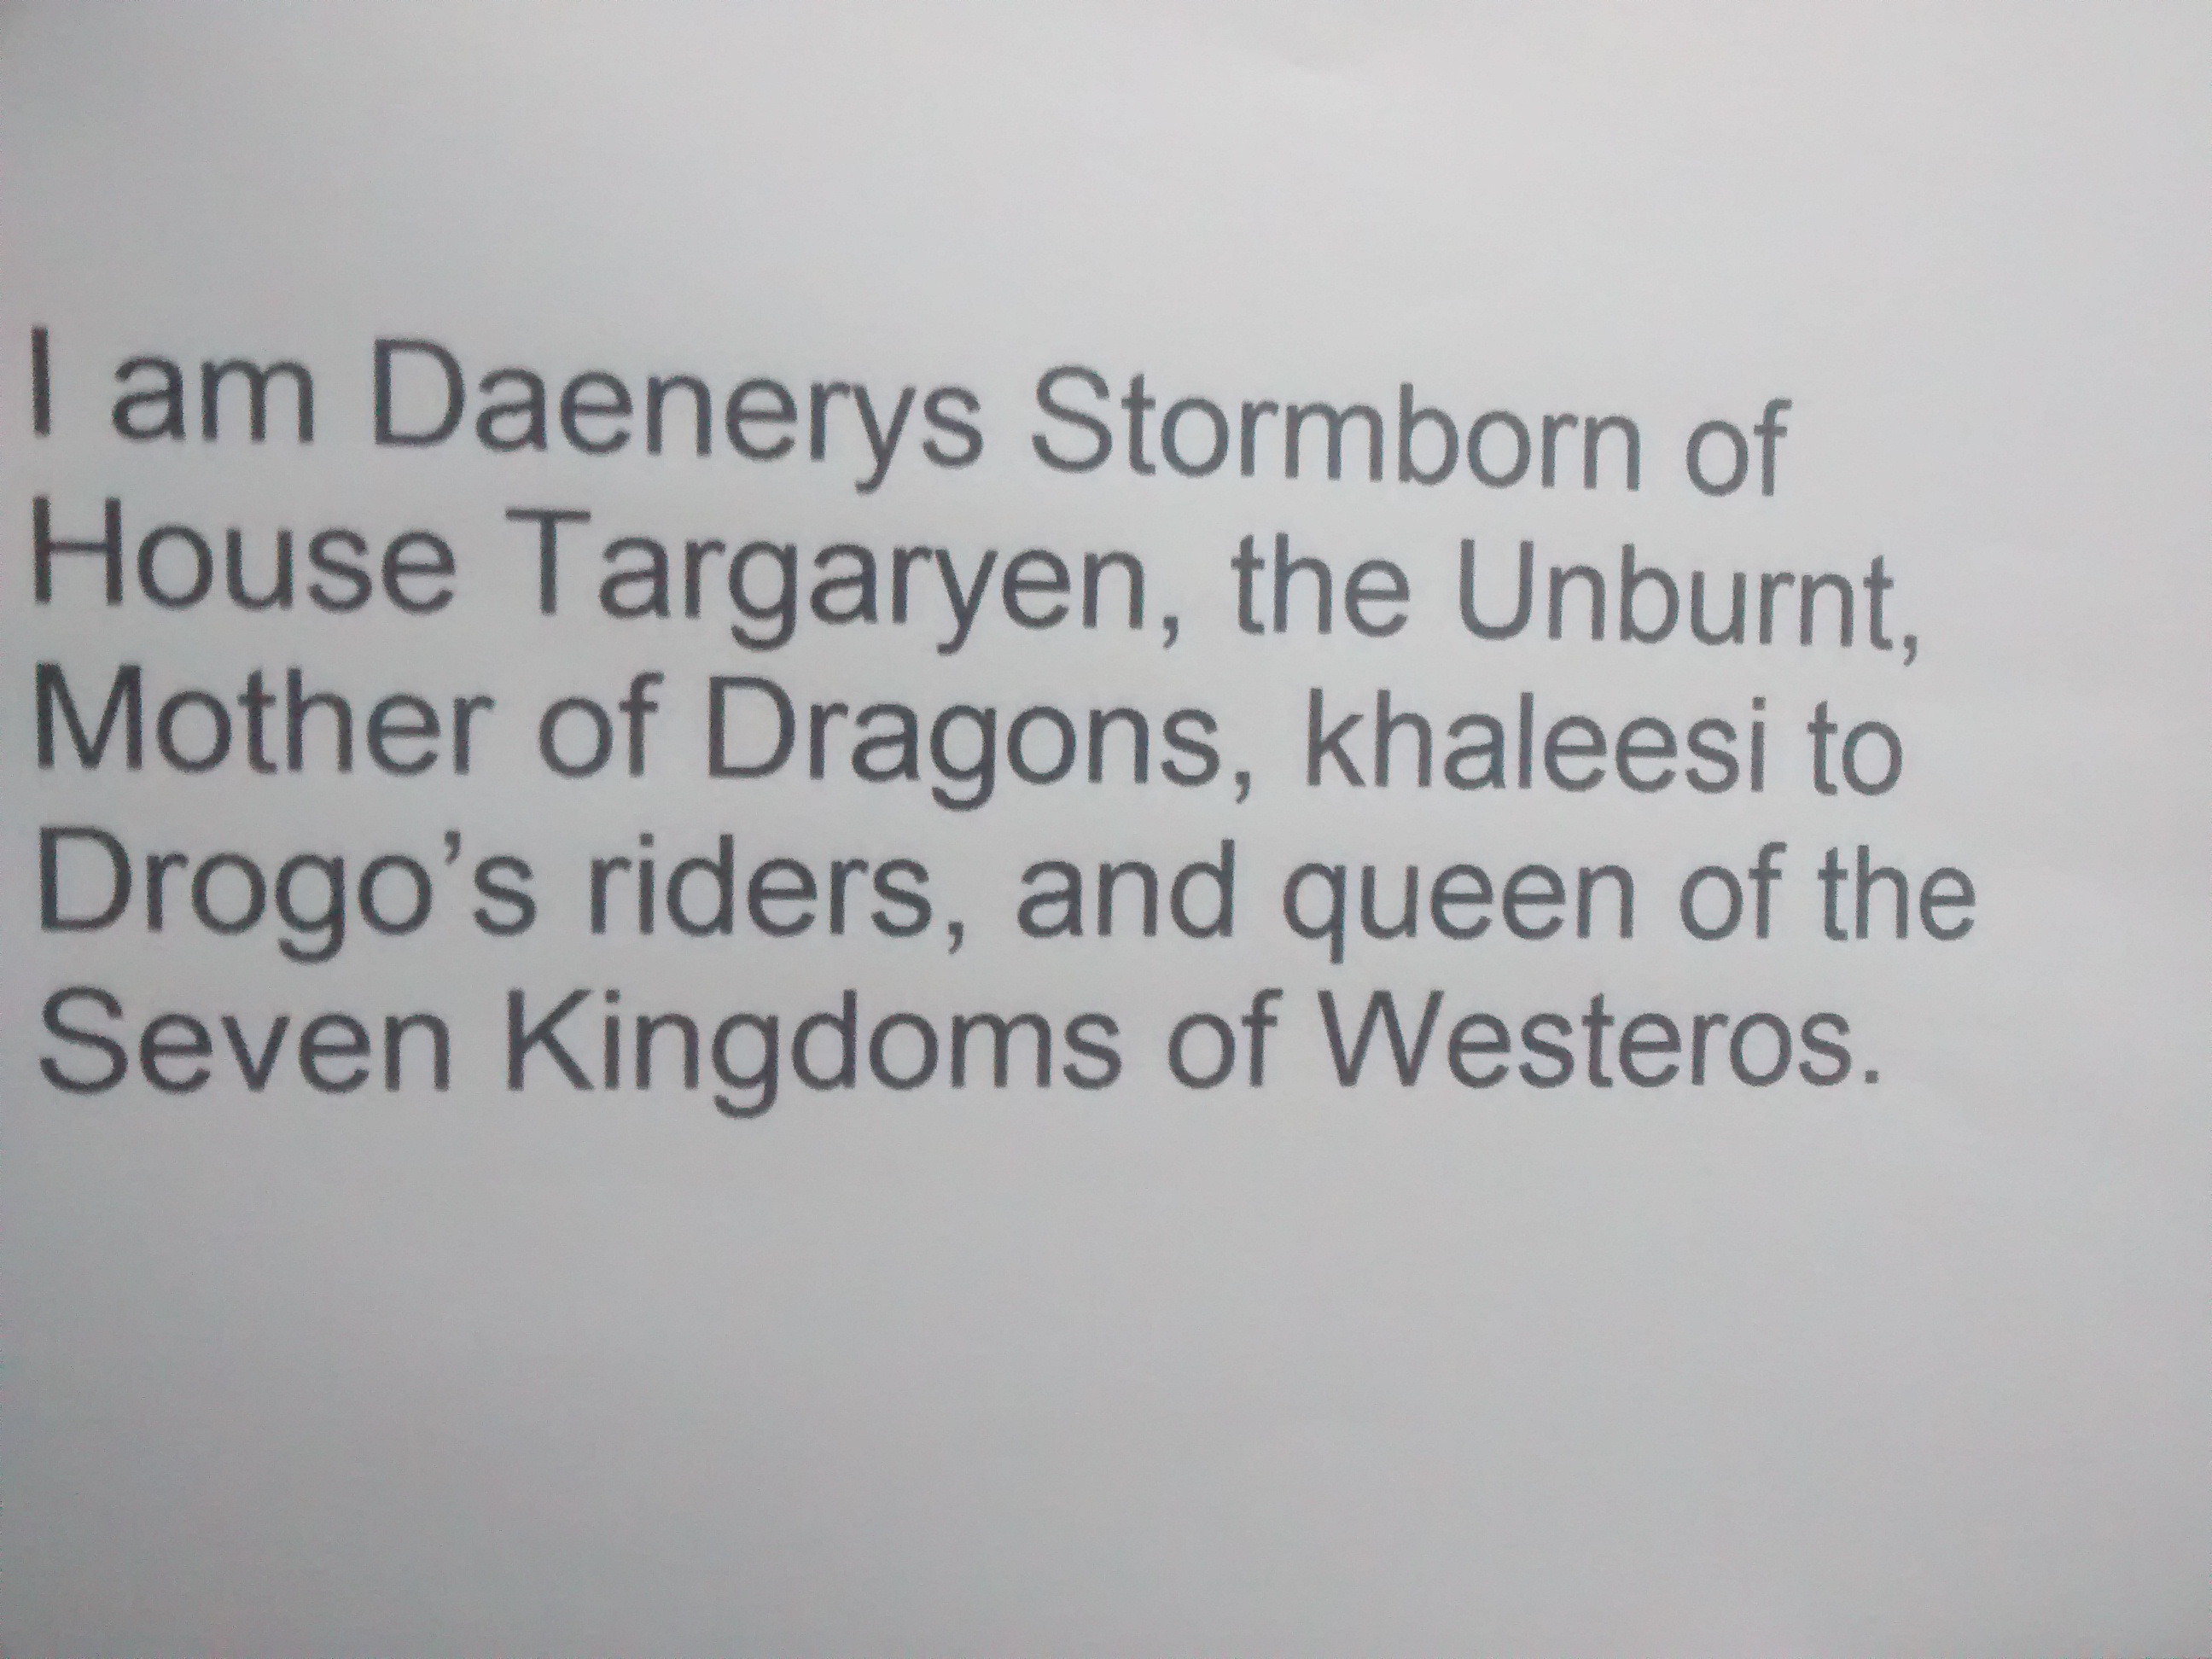 I am Daenerys Stormborn of
House Targaryen, the Unburnt,
Mother of Dragons, khaleesi to
Drogo’s riders, and queen of the
Seven Kingdoms of Westeros.